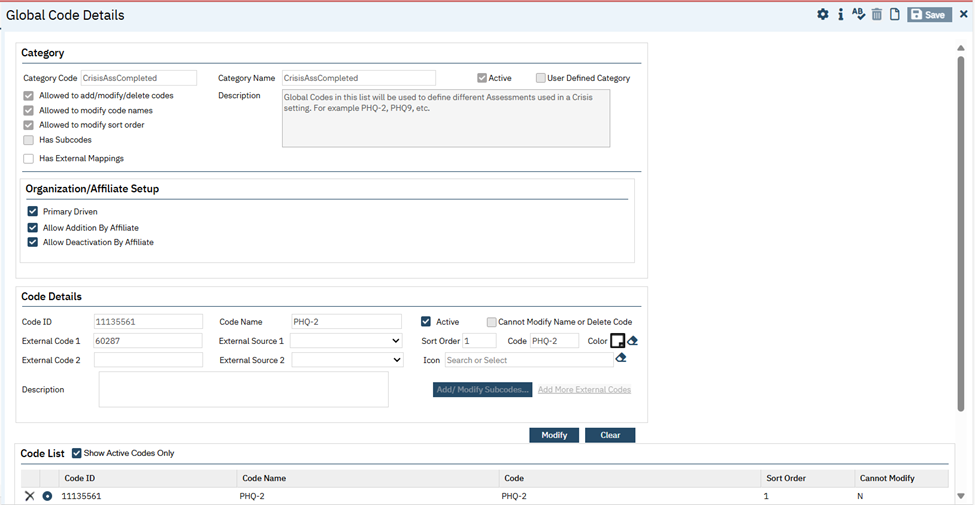 Global Code Details
AB
Save
Category
Category Code CrisisAssCompleted Category Name CrisisAssCompleted Active User Defined Category
Allowed to add/modify/delete codes Description Global Codes in this list will be used to define different Assessments used in a Crisis
setting. For example PHQ-2, PHQ9, etc.
Allowed to modify code names
Allowed to modify sort order
Has Subcodes
Has External Mappings
Organization/Affiliate Setup
Primary Driven
Allow Addition By Affiliate
Allow Deactivation By Affiliate
Code Details
Code ID 11135561 Code Name PHQ-2 Active Cannot Modify Name or Delete Code
External Code 1 60287 External Source 1 Sort Order 1 Code PHQ-2 Color
External Code 2 External Source 2 Icon Search or Select
Description Add/ Modify Subcodes... Add More External Codes
Modify Clear
Code List Show Active Codes Only
Code ID Code Name Code Sort Order Cannot Modify
11135561 PHQ-2 PHQ-2 1 N